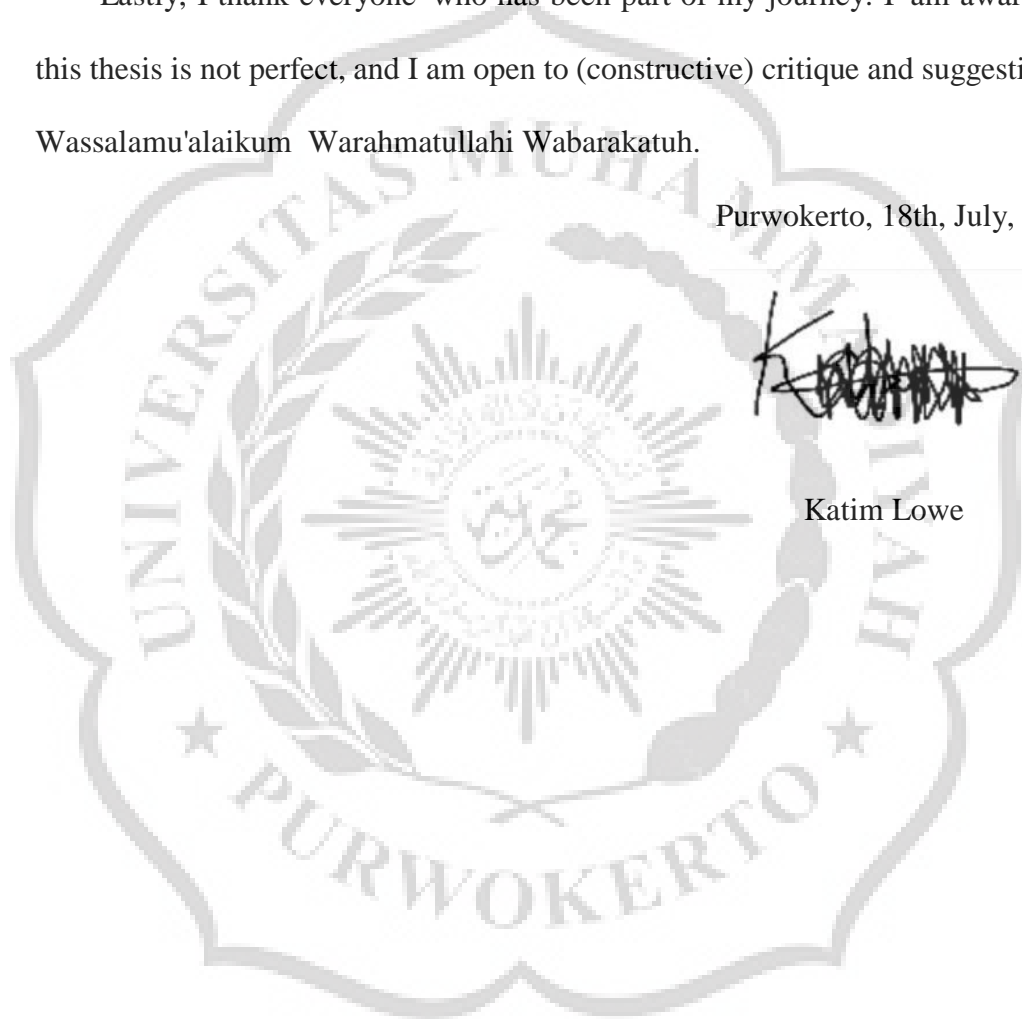 Lastly, I thank everyone who has been part of my journey. I am awar
this thesis is not perfect, and I am open to (constructive) critique and suggesti
Wassalamu'alaikum Warahmatullahi Wabarakatuh.
Purwokerto, 18th, July,
Katim Lowe
UNIVERSITAS MUHAMMADIYAH
PURWOKERTO